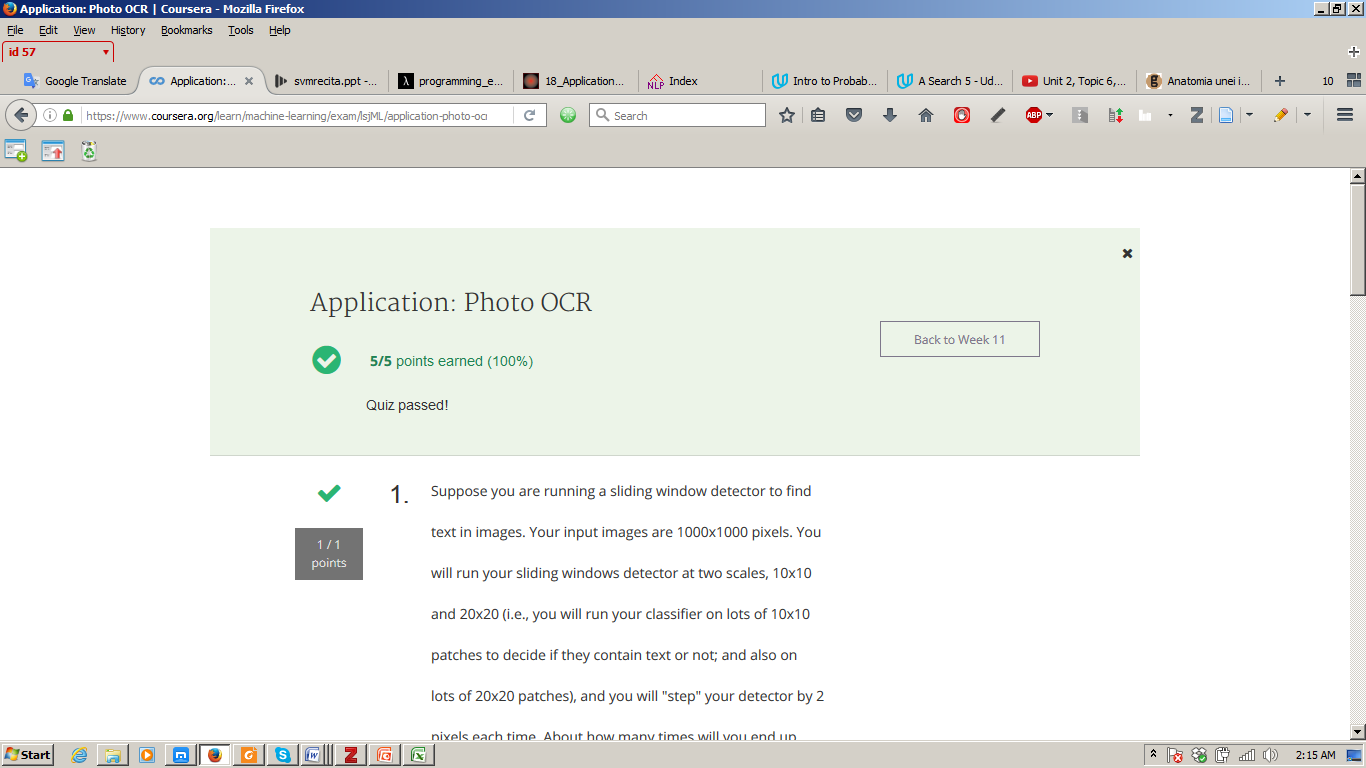 Application: Photo OCR | Coursera - Mozilla Firefox
File Edit View History Bookmarks Tools Help
id 57
Google Translate
Application:...
svmrecita.ppt -...
programming_e...
18_Application...
NLP
Index
Intro to Probab...
A Search 5 - Ud...
Unit 2, Topic 6,...
Anatomia unei i...
10
https://www.coursera.org/learn/machine-learning/exam/lsjML/application-photo-oc
Search
ABP
Application: Photo OCR
Back to Week 11
5/5 points earned (100%)
Quiz passed!
1 / 1
points
1.
Suppose you are running a sliding window detector to find
text in images. Your input images are 1000x1000 pixels. You
will run your sliding windows detector at two scales, 10x10
and 20x20 (i.e., you will run your classifier on lots of 10x10
patches to decide if they contain text or not; and also on
lots of 20x20 patches), and you will "step" your detector by 2
pixels each time. About how many times will you end up
Start
2:15 AM